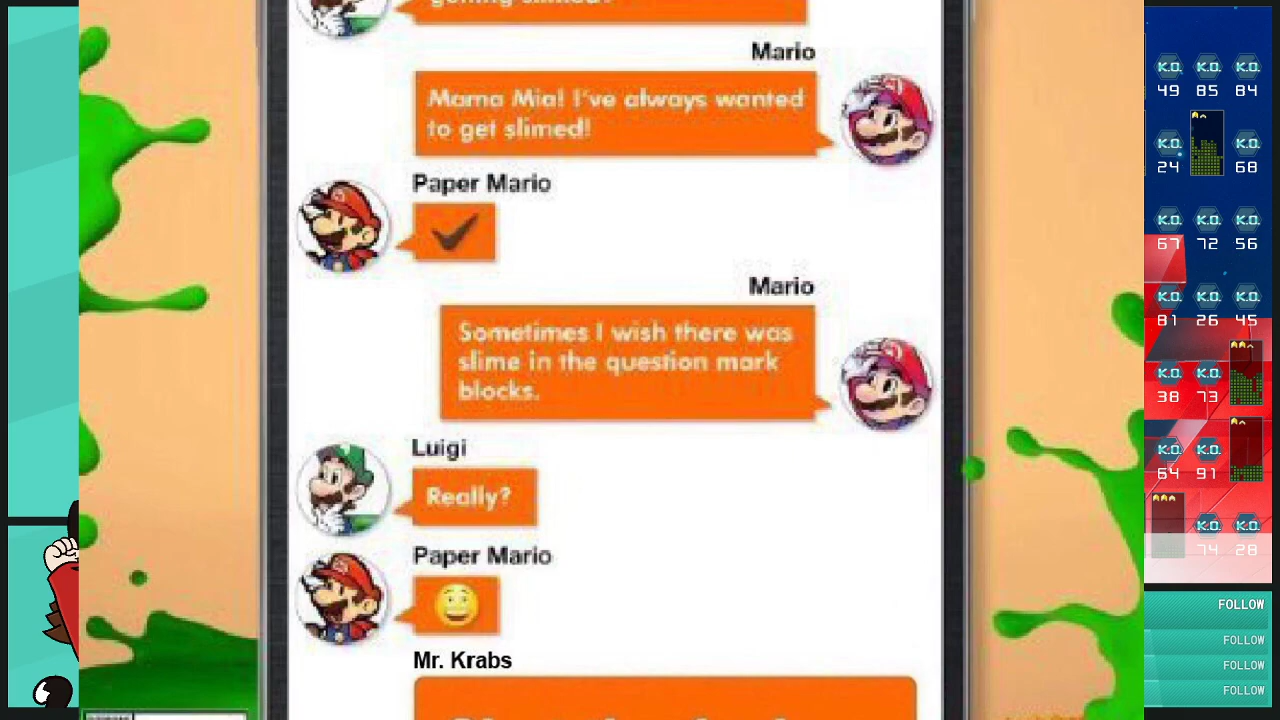 Mario
Mama Mia! I've always wanted
to get slimed!
Paper Mario
Mario
Sometimes I wish there was
slime in the question mark
blocks.
Luigi
Really?
Paper Mario
Mr. Krabs
K.O. K.O. K.O.
49 85 84
K.O. K.O.
24 68
K.O. K.O. K.O.
67 72 56
K.O. K.O. K.O.
81 26 45
K.O. K.O.
38 73
K.O. K.O.
64 91
K.O. K.O.
74 28
FOLLOW
FOLLOW
FOLLOW
FOLLOW